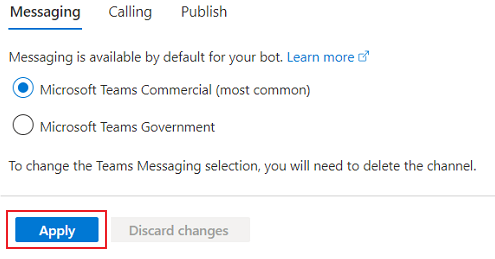 Messaging Calling Publish
Messaging is available by default for your bot. Learn more
Microsoft Teams Commercial (most common)
Microsoft Teams Government
To change the Teams Messaging selection, you will need to delete the channel.
Apply Discard changes